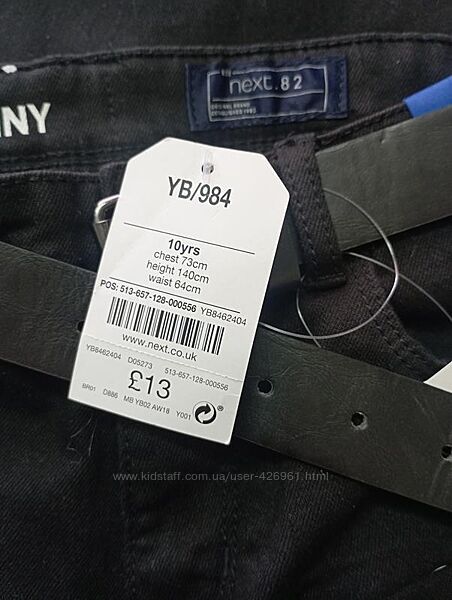 next.82
ORIGINAL BRAND
ESTABLISHED 1982
NNY
YB/984
10yrs
chest 73cm
height 140cm
waist 64cm
POS: 513-657-128-000556 YB8462404
www.next.co.uk
YB8462404 D05273 513-657-128-000556
£13
BR01 D886 MB YB02 AW18 Y001
www.kidstaff.com.ua/user-426961.html